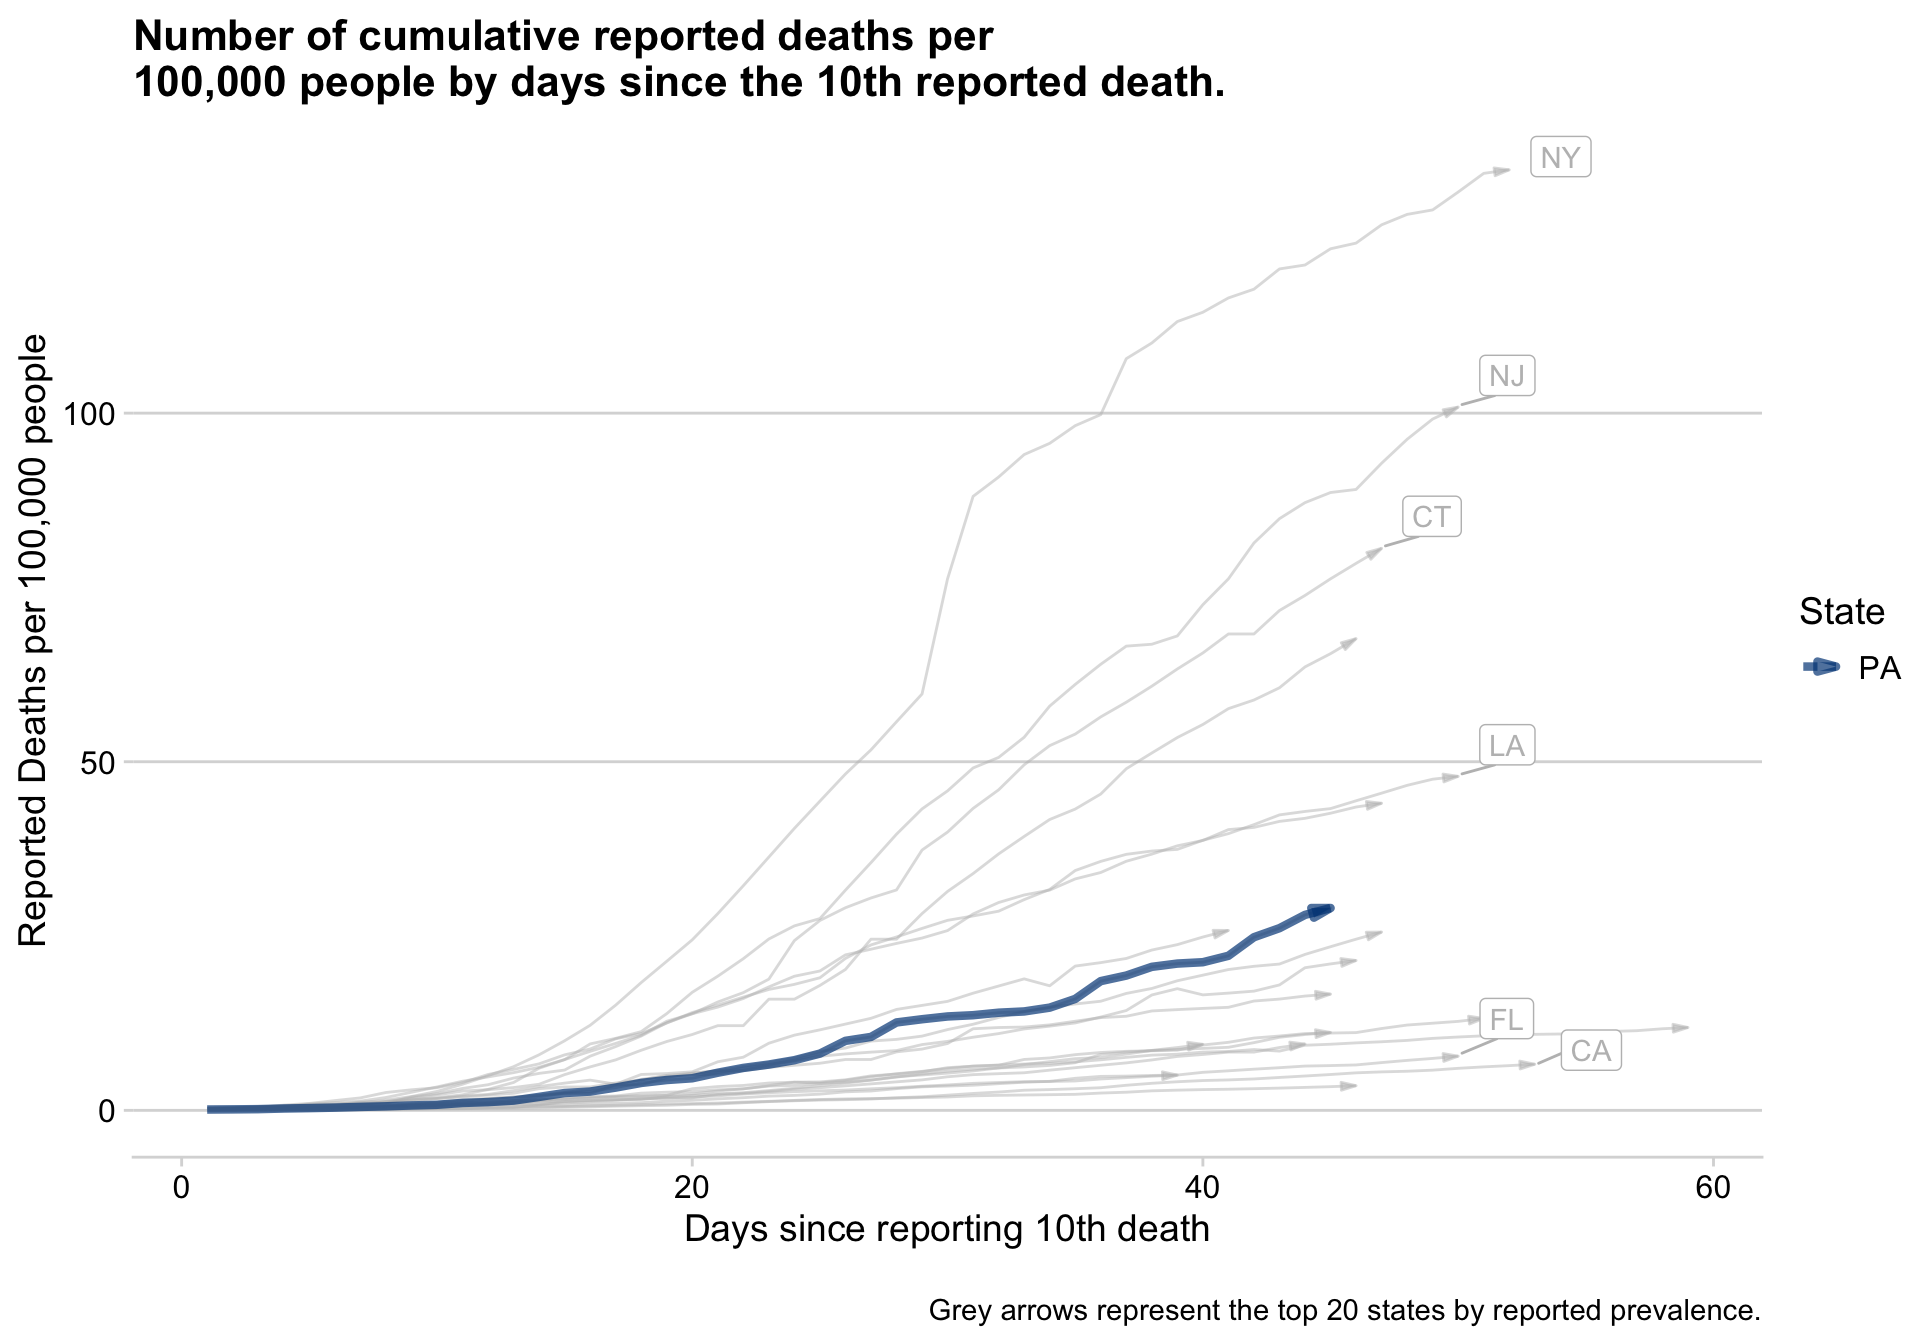 Number of cumulative reported deaths per
100,000 people by days since the 10th reported death.
NY
NJ
100
CT
Reported Deaths per 100,000 people
State
PA
LA
50
FL
CA
0
0 20 40 60
Days since reporting 10th death
Grey arrows represent the top 20 states by reported prevalence.